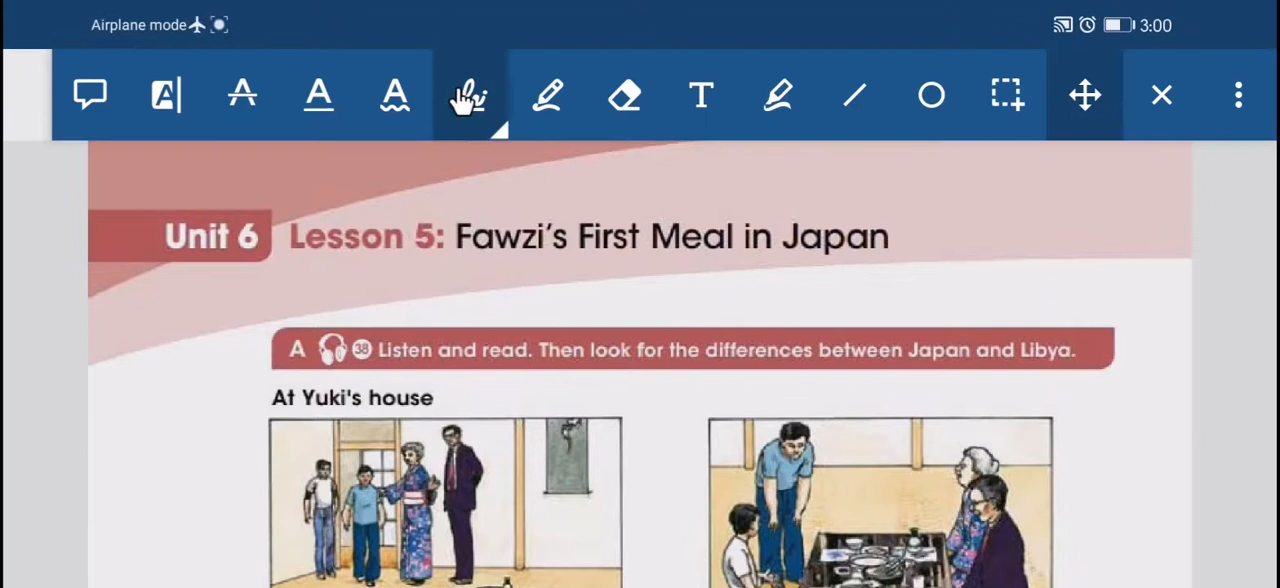 Airplane mode
3:00
A A A T
Unit 6 Lesson 5: Fawzi's First Meal in Japan
A 38 Listen and read. Then look for the differences between Japan and Libya.
At Yuki's house